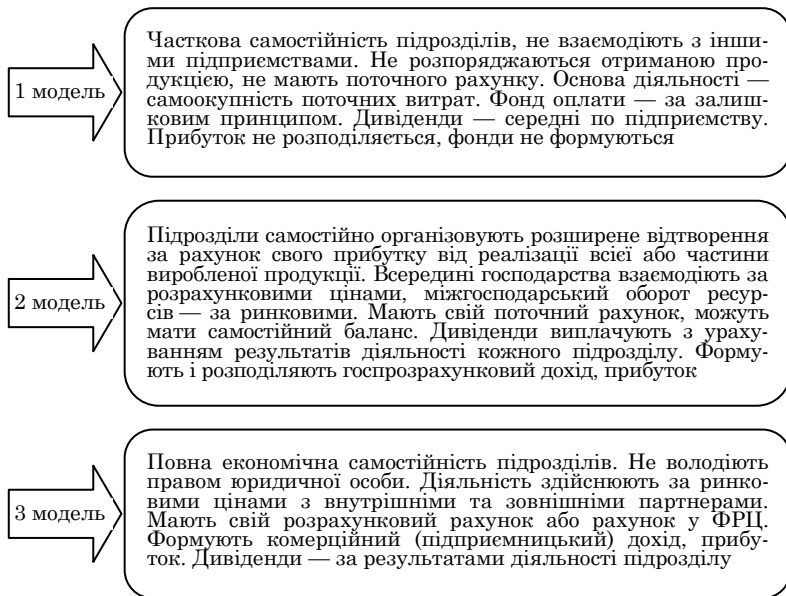 1 модель
Часткова самостійність підрозділів, не взаємодіють з інши-
ми підприємствами. Не розпоряджаються отриманою про-
дукцією, не мають поточного рахунку. Основа діяльності —
самоокупність поточних витрат. Фонд оплати — за залиш-
ковим принципом. Дивіденди — середні по підприємству.
Прибуток не розподіляється, фонди не формуються
2 модель
Підрозділи самостійно організовують розширене відтворення
за рахунок свого прибутку від реалізації всієї або частини
виробленої продукції. Всередині господарства взаємодіють за
розрахунковими цінами, міжгосподарський оборот ресур-
сів — за ринковими. Мають свій поточний рахунок, можуть
мати самостійний баланс. Дивіденди виплачують з ураху-
ванням результатів діяльності кожного підрозділу. Форму-
ють і розподіляють госпрозрахунковий дохід, прибуток
3 модель
Повна економічна самостійність підрозділів. Не володіють
правом юридичної особи. Діяльність здійснюють за ринко-
вими цінами з внутрішніми та зовнішніми партнерами.
Мають свій розрахунковий рахунок або рахунок у ФРЦ.
Формують комерційний (підприємницький) дохід, прибу-
ток. Дивіденди — за результатами діяльності підрозділу